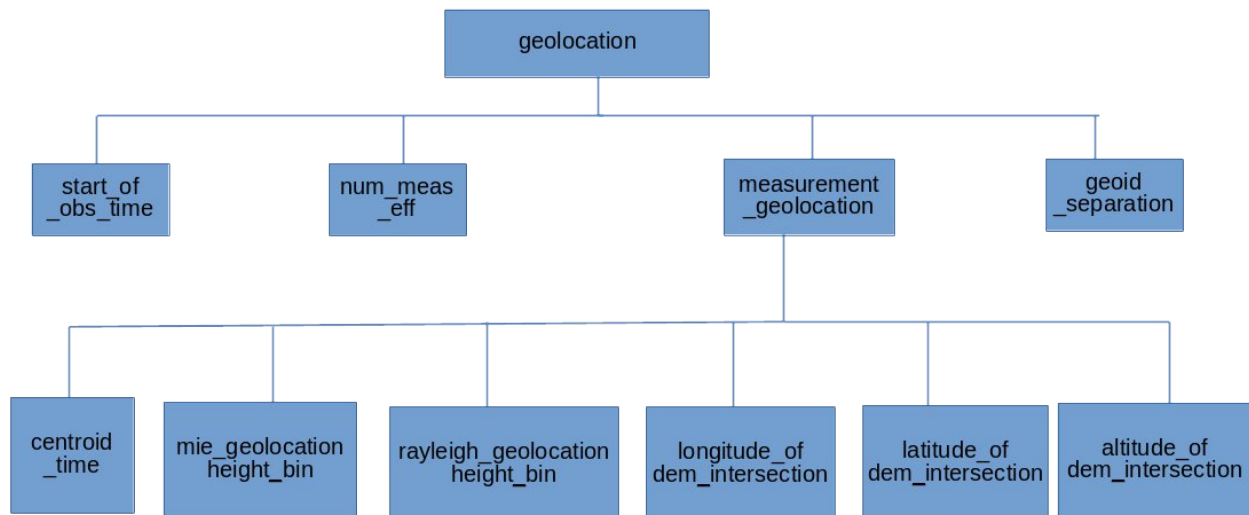 geolocation
start_of
_obs_time
num_meas
_eff
measurement
_geolocation
geoid
_separation
centroid
_time
mie_geolocation
height_bin
rayleigh_geolocation
height_bin
longitude_of
dem_intersection
latitude_of
dem_intersection
altitude_of
dem_intersection